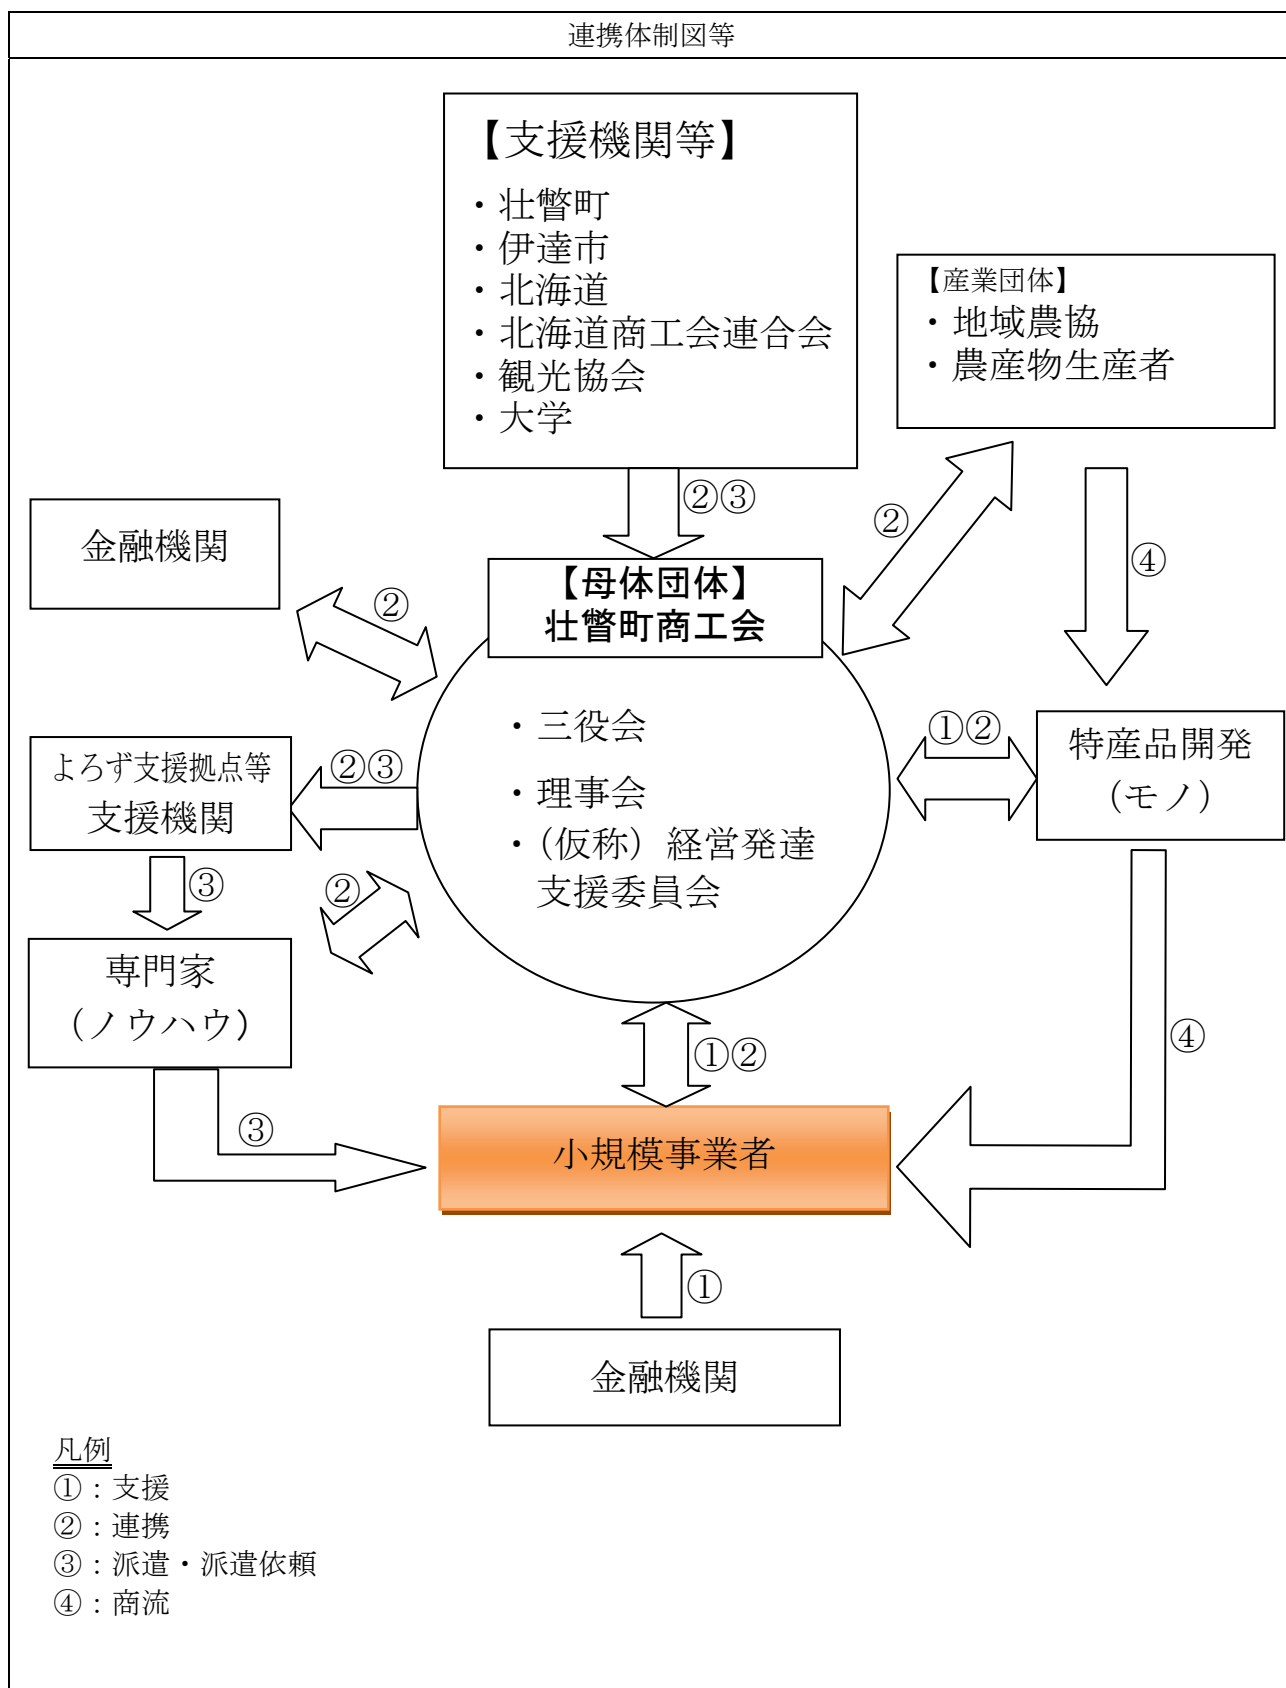 連携体制図等
【支援機関等】
・壮瞥町
・伊達市
・北海道
・北海道商工会連合会
・観光協会
・大学
【産業団体】
・地域農協
・農産物生産者
②③
②
④
金融機関
②
【母体団体】
壮瞥町商工会
・三役会
・理事会
・（仮称）経営発達
支援委員会
①②
特産品開発
（モノ）
よろず支援拠点等
支援機関
②③
③
②
専門家
（ノウハウ）
①②
④
③
小規模事業者
①
金融機関
凡例
①：支援
②：連携
③：派遣・派遣依頼
④：商流